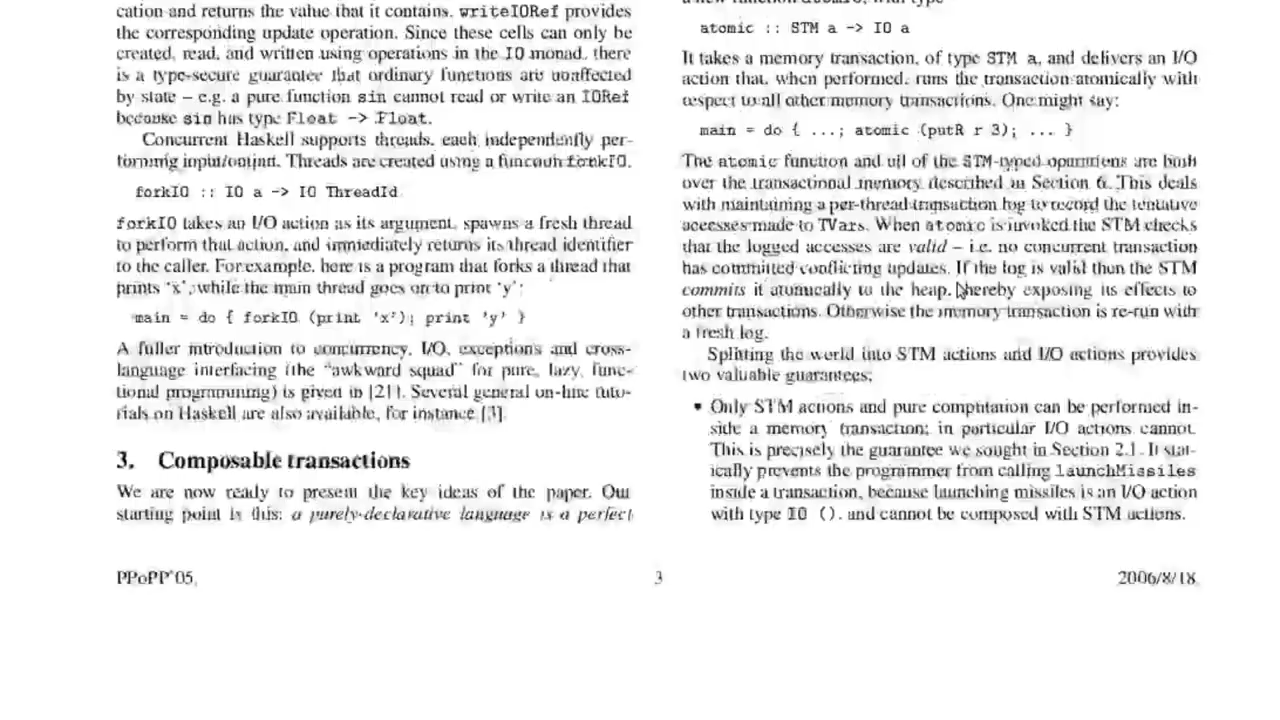 cation and returns the value that it contains. writeIORef provides
the corresponding update operation. Since these cells can only be
created, read, and written using operations in the IO monad, there
is a type-secure guarantee that ordinary functions are unaffected
by state – e.g. a pure function sin cannot read or write an IORef
because sin has type Float -> Float.
Concurrent Haskell supports threads, each independently per-
forming input/output. Threads are created using a function forkIO.
forkIO :: IO a -> IO ThreadId
forkIO takes an I/O action as its argument, spawns a fresh thread
to perform that action, and immediately returns its thread identifier
to the caller. For example, here is a program that forks a thread that
prints 'x', while the main thread goes on to print 'y':
main = do { forkIO (print 'x'); print 'y' }
A fuller introduction to concurrency, I/O, exceptions and cross-
language interfacing (the "awkward squad" for pure, lazy, func-
tional programming) is given in [21]. Several general on-line tuto-
rials on Haskell are also available, for instance [3].
3. Composable transactions
We are now ready to present the key ideas of the paper. Our
starting point is this: a purely-declarative language is a perfect
atomic :: STM a -> IO a
It takes a memory transaction, of type STM a, and delivers an I/O
action that, when performed, runs the transaction atomically with
respect to all other memory transactions. One might say:
main = do { ...; atomic (putR r 3); ... }
The atomic function and all of the STM-typed operations are built
over the transactional memory described in Section 6. This deals
with maintaining a per-thread transaction log to record the tentative
accesses made to TVars. When atomic is invoked the STM checks
that the logged accesses are valid – i.e. no concurrent transaction
has committed conflicting updates. If the log is valid then the STM
commits it atomically to the heap, thereby exposing its effects to
other transactions. Otherwise the memory transaction is re-run with
a fresh log.
Splitting the world into STM actions and I/O actions provides
two valuable guarantees:
• Only STM actions and pure computation can be performed in-
side a memory transaction; in particular I/O actions cannot.
This is precisely the guarantee we sought in Section 2.1. It stat-
ically prevents the programmer from calling launchMissiles
inside a transaction, because launching missiles is an I/O action
with type IO (), and cannot be composed with STM actions.
PPoPP'05,
3
2006/8/18